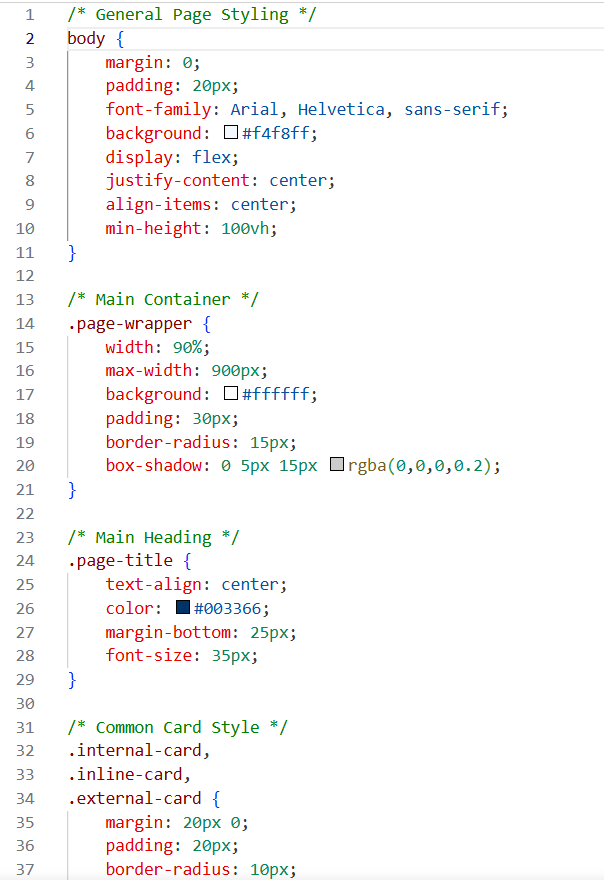 1 /* General Page Styling */
2 body {
3 margin: 0;
4 padding: 20px;
5 font-family: Arial, Helvetica, sans-serif;
6 background: #f4f8ff;
7 display: flex;
8 justify-content: center;
9 align-items: center;
10 min-height: 100vh;
11 }
12
13 /* Main Container */
14 .page-wrapper {
15 width: 90%;
16 max-width: 900px;
17 background: #ffffff;
18 padding: 30px;
19 border-radius: 15px;
20 box-shadow: 0 5px 15px rgba(0,0,0,0.2);
21 }
22
23 /* Main Heading */
24 .page-title {
25 text-align: center;
26 color: #003366;
27 margin-bottom: 25px;
28 font-size: 35px;
29 }
30
31 /* Common Card Style */
32 .internal-card,
33 .inline-card,
34 .external-card {
35 margin: 20px 0;
36 padding: 20px;
37 border-radius: 10px;